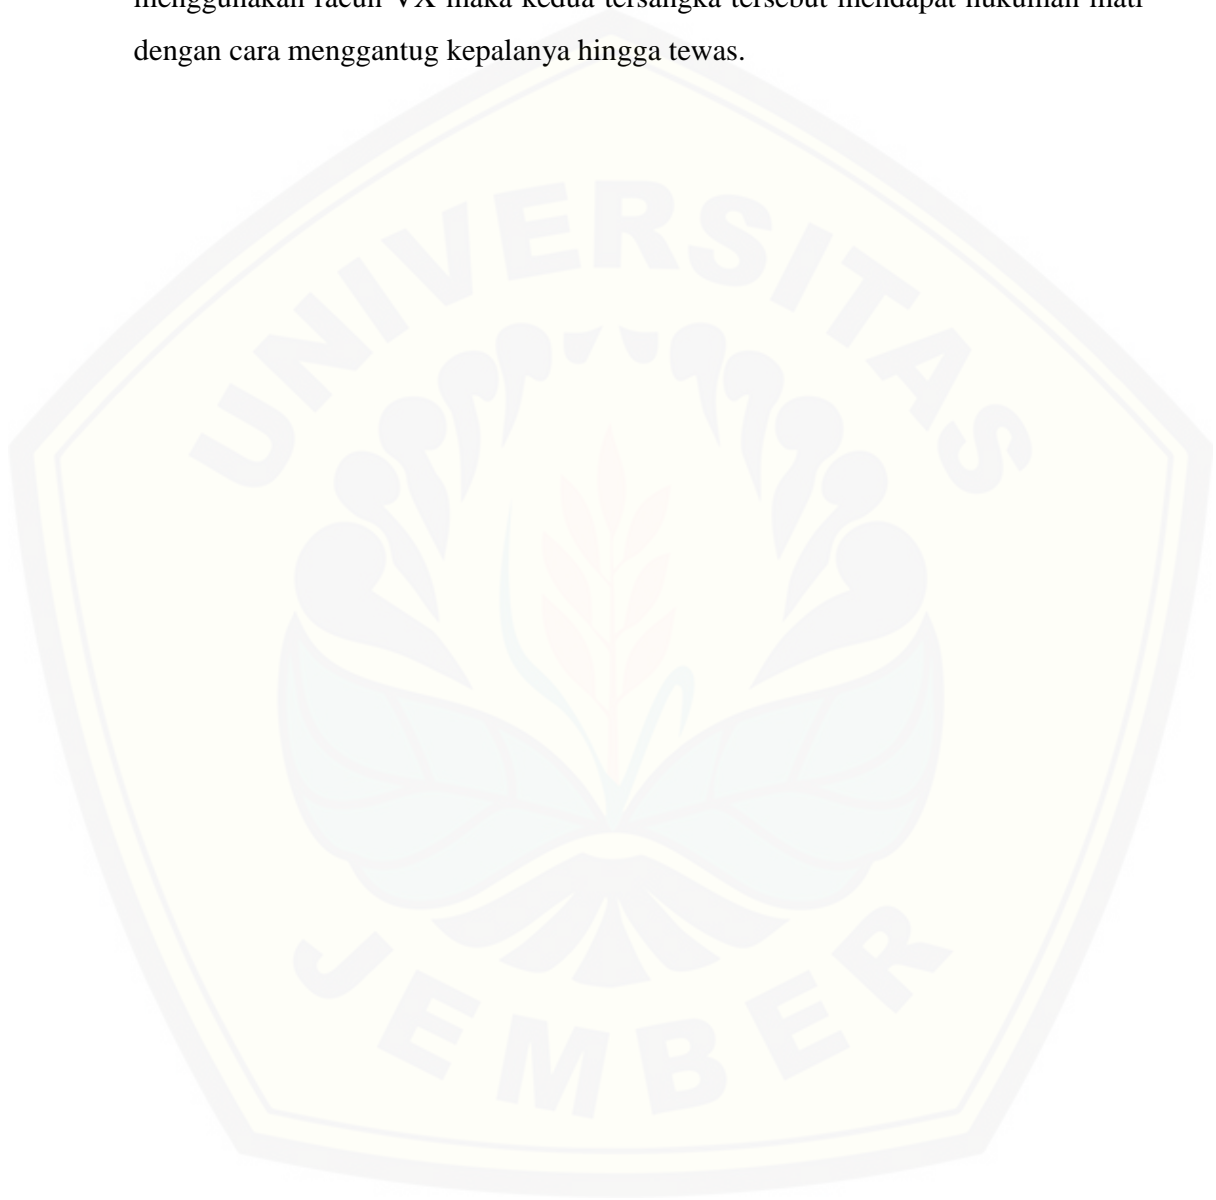 menggunakan racun VX maka kedua tersangka tersebut mendapat hukuman mati
dengan cara menggantug kepalanya hingga tewas.
UNIVERSITAS
JEMBER